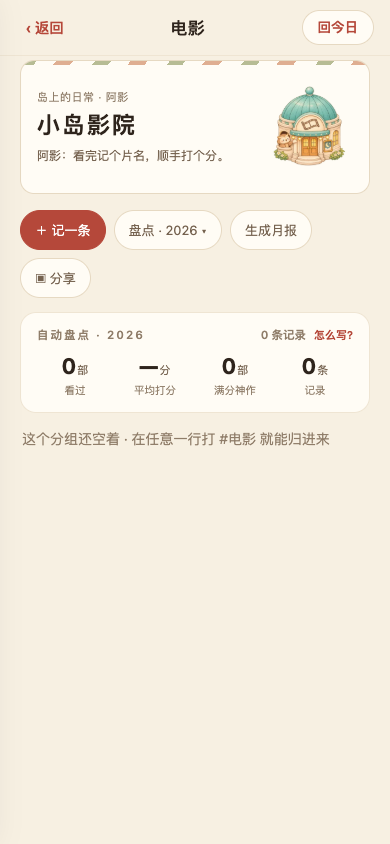 ‹ 返回
电影
回今日
岛上的日常 · 阿影
小岛影院
阿影：看完记个片名，顺手打个分。
＋ 记一条
盘点 · 2026 ▾
生成月报
▣ 分享
自动盘点 · 2026
0 条记录 怎么写?
0部
一分
0部
0条
看过
平均打分
满分神作
记录
这个分组还空着 · 在任意一行打 #电影 就能归进来